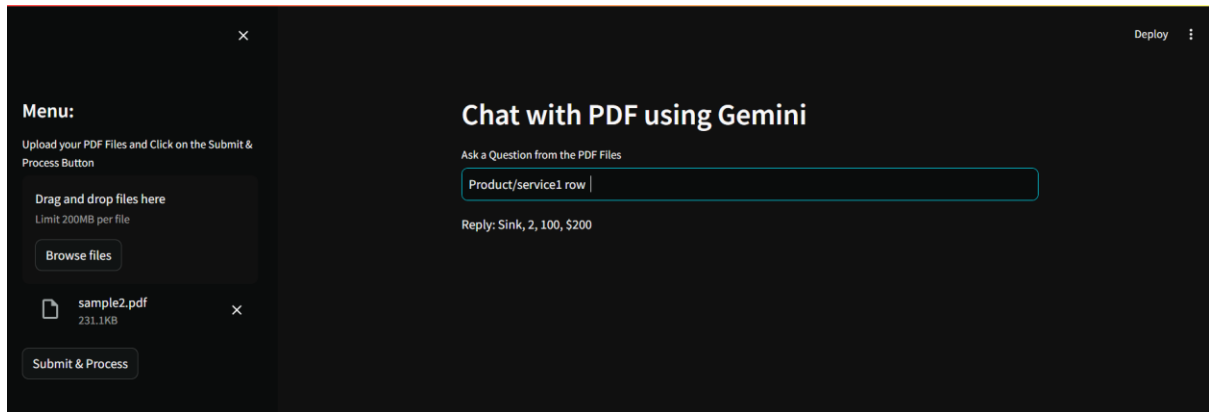 Deploy
Menu:
Upload your PDF Files and Click on the Submit &
Process Button
Drag and drop files here
Limit 200MB per file
Browse files
sample2.pdf
231.1KB
Submit & Process
Chat with PDF using Gemini
Ask a Question from the PDF Files
Product/service1 row
Reply: Sink, 2, 100, $200